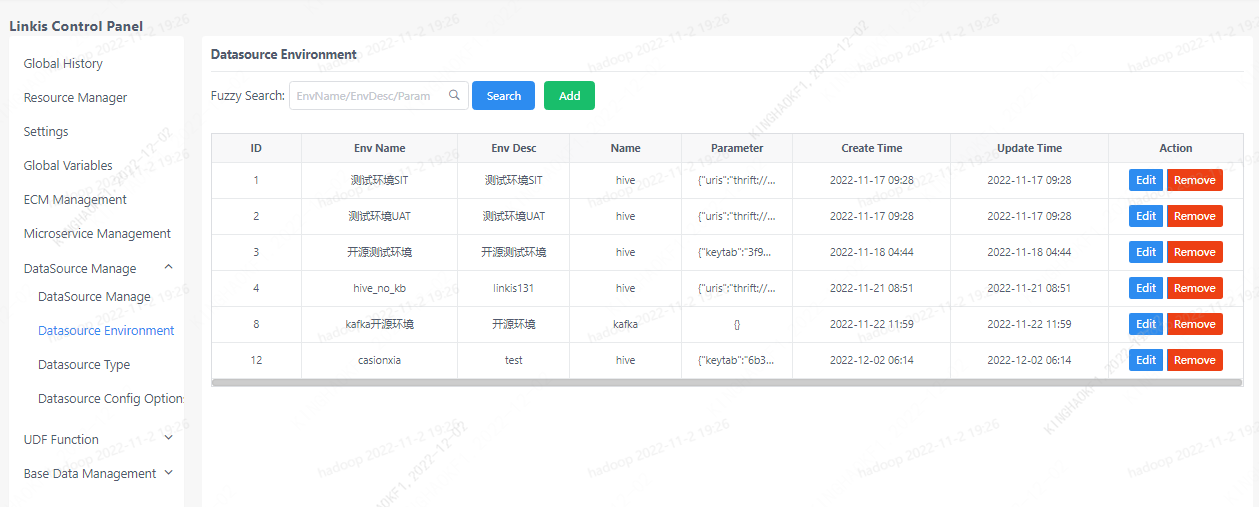 Linkis Control Panel
Global History
Resource Manager
Settings
Global Variables
ECM Management
Microservice Management
DataSource Manage
DataSource Manage
Datasource Environment
Datasource Type
Datasource Config Option
UDF Function
Base Data Management
Datasource Environment
Fuzzy Search: EnvName/EnvDesc/Param Search Add
ID Env Name Env Desc Name Parameter Create Time Update Time Action
1 测试环境SIT 测试环境SIT hive {"uris":"thrift://... 2022-11-17 09:28 2022-11-17 09:28 Edit Remove
2 测试环境UAT 测试环境UAT hive {"uris":"thrift://... 2022-11-17 09:28 2022-11-17 09:28 Edit Remove
3 开源测试环境 开源测试环境 hive {"keytab":"3f9... 2022-11-18 04:44 2022-11-18 04:44 Edit Remove
4 hive_no_kb linkis131 hive {"uris":"thrift://... 2022-11-21 08:51 2022-11-21 08:51 Edit Remove
8 kafka开源环境 开源环境 kafka {} 2022-11-22 11:59 2022-11-22 11:59 Edit Remove
12 casionxia test hive {"keytab":"6b3... 2022-12-02 06:14 2022-12-02 06:14 Edit Remove
hadoop 2022-11-2 19:26
KINGHAOKF1, 2022-12-02